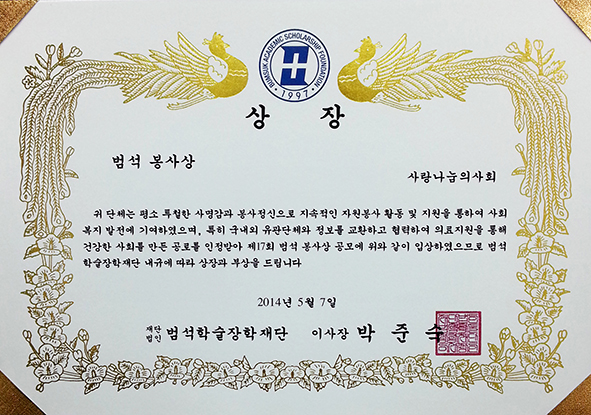 BUMSUK ACADEMIC SCHOLARSHIP FOUNDATION
· 1997 ·
상 장
범석 봉사상
사랑나눔의사회
귀 단체는 평소 특철한 사명감과 봉사정신으로 지속적인 자원봉사 활동 및 지원을 통하여 사회
복지 발전에 기여하였으며, 특히 국내외 유관단체와 정보를 교환하고 협력하여 의료지원을 통해
건강한 사회를 만든 공로를 인정받아 제17회 범석 봉사상 공모에 위와 같이 입상하였으므로 범석
학술장학재단 내규에 따라 상장과 부상을 드립니다
2014년 5월 7일
재단법인 범석학술장학재단 이사장 박 준 숙